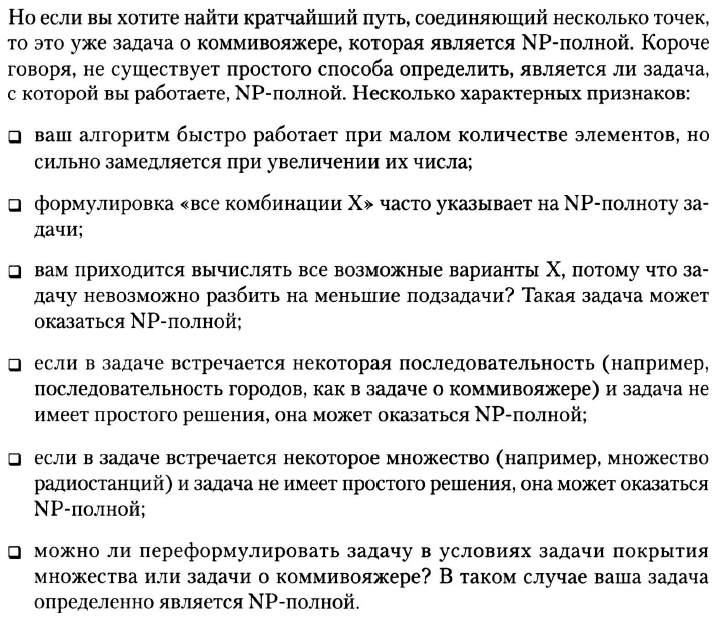 Но если вы хотите найти кратчайший путь, соединяющий несколько точек,
то это уже задача о коммивояжере, которая является NP-полной. Короче
говоря, не существует простого способа определить, является ли задача,
с которой вы работаете, NP-полной. Несколько характерных признаков:
❑ ваш алгоритм быстро работает при малом количестве элементов, но
сильно замедляется при увеличении их числа;
❑ формулировка «все комбинации X» часто указывает на NP-полноту за-
дачи;
❑ вам приходится вычислять все возможные варианты X, потому что за-
дачу невозможно разбить на меньшие подзадачи? Такая задача может
оказаться NP-полной;
❑ если в задаче встречается некоторая последовательность (например,
последовательность городов, как в задаче о коммивояжере) и задача не
имеет простого решения, она может оказаться NP-полной;
❑ если в задаче встречается некоторое множество (например, множество
радиостанций) и задача не имеет простого решения, она может оказаться
NP-полной;
❑ можно ли переформулировать задачу в условиях задачи покрытия
множества или задачи о коммивояжере? В таком случае ваша задача
определенно является NP-полной.